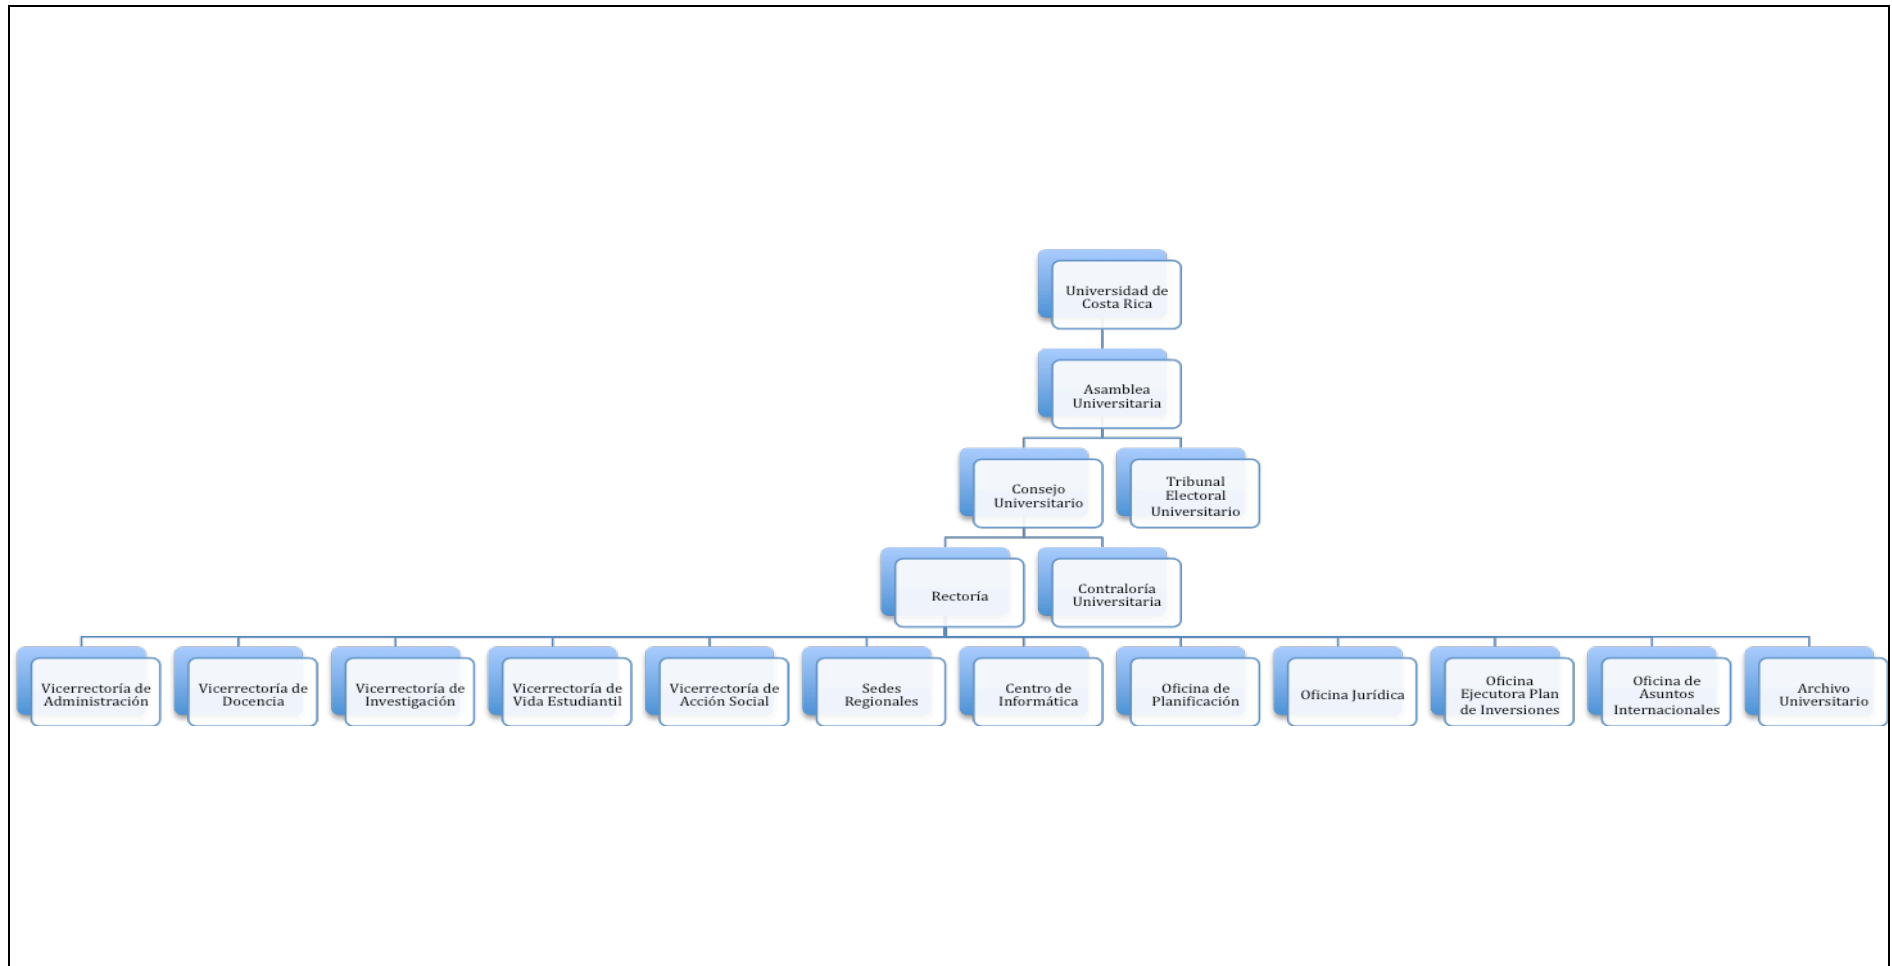 Universidad de
Costa Rica
Asamblea
Universitaria
Consejo
Universitario
Tribunal
Electoral
Universitario
Rectoría
Contraloría
Universitaria
Vicerrectoría de
Administración
Vicerrectoría de
Docencia
Vicerrectoría de
Investigación
Vicerrectoría de
Vida Estudiantil
Vicerrectoría de
Acción Social
Sedes
Regionales
Centro de
Informática
Oficina de
Planificación
Oficina Jurídica
Oficina
Ejecutora Plan
de Inversiones
Oficina de
Asuntos
Internacionales
Archivo
Universitario